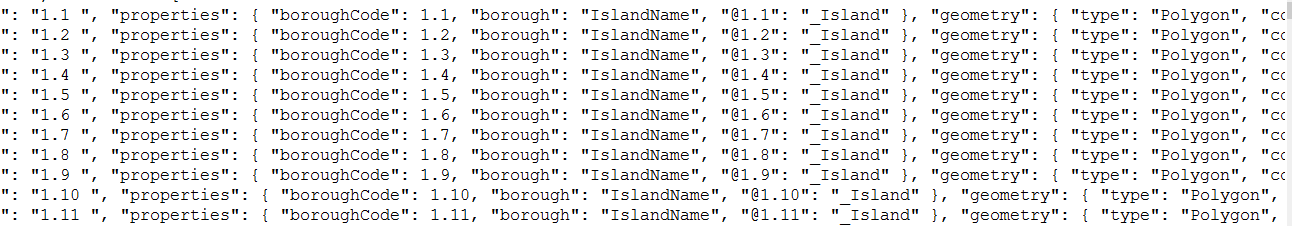 ": "1.1 ", "properties": { "boroughCode": 1.1, "borough": "IslandName", "@1.1": "_Island" }, "geometry": { "type": "Polygon", "co
": "1.2 ", "properties": { "boroughCode": 1.2, "borough": "IslandName", "@1.2": "_Island" }, "geometry": { "type": "Polygon", "co
": "1.3 ", "properties": { "boroughCode": 1.3, "borough": "IslandName", "@1.3": "_Island" }, "geometry": { "type": "Polygon", "co
": "1.4 ", "properties": { "boroughCode": 1.4, "borough": "IslandName", "@1.4": "_Island" }, "geometry": { "type": "Polygon", "co
": "1.5 ", "properties": { "boroughCode": 1.5, "borough": "IslandName", "@1.5": "_Island" }, "geometry": { "type": "Polygon", "co
": "1.6 ", "properties": { "boroughCode": 1.6, "borough": "IslandName", "@1.6": "_Island" }, "geometry": { "type": "Polygon", "co
": "1.7 ", "properties": { "boroughCode": 1.7, "borough": "IslandName", "@1.7": "_Island" }, "geometry": { "type": "Polygon", "co
": "1.8 ", "properties": { "boroughCode": 1.8, "borough": "IslandName", "@1.8": "_Island" }, "geometry": { "type": "Polygon", "co
": "1.9 ", "properties": { "boroughCode": 1.9, "borough": "IslandName", "@1.9": "_Island" }, "geometry": { "type": "Polygon", "co
": "1.10 ", "properties": { "boroughCode": 1.10, "borough": "IslandName", "@1.10": "_Island" }, "geometry": { "type": "Polygon",
": "1.11 ", "properties": { "boroughCode": 1.11, "borough": "IslandName", "@1.11": "_Island" }, "geometry": { "type": "Polygon",